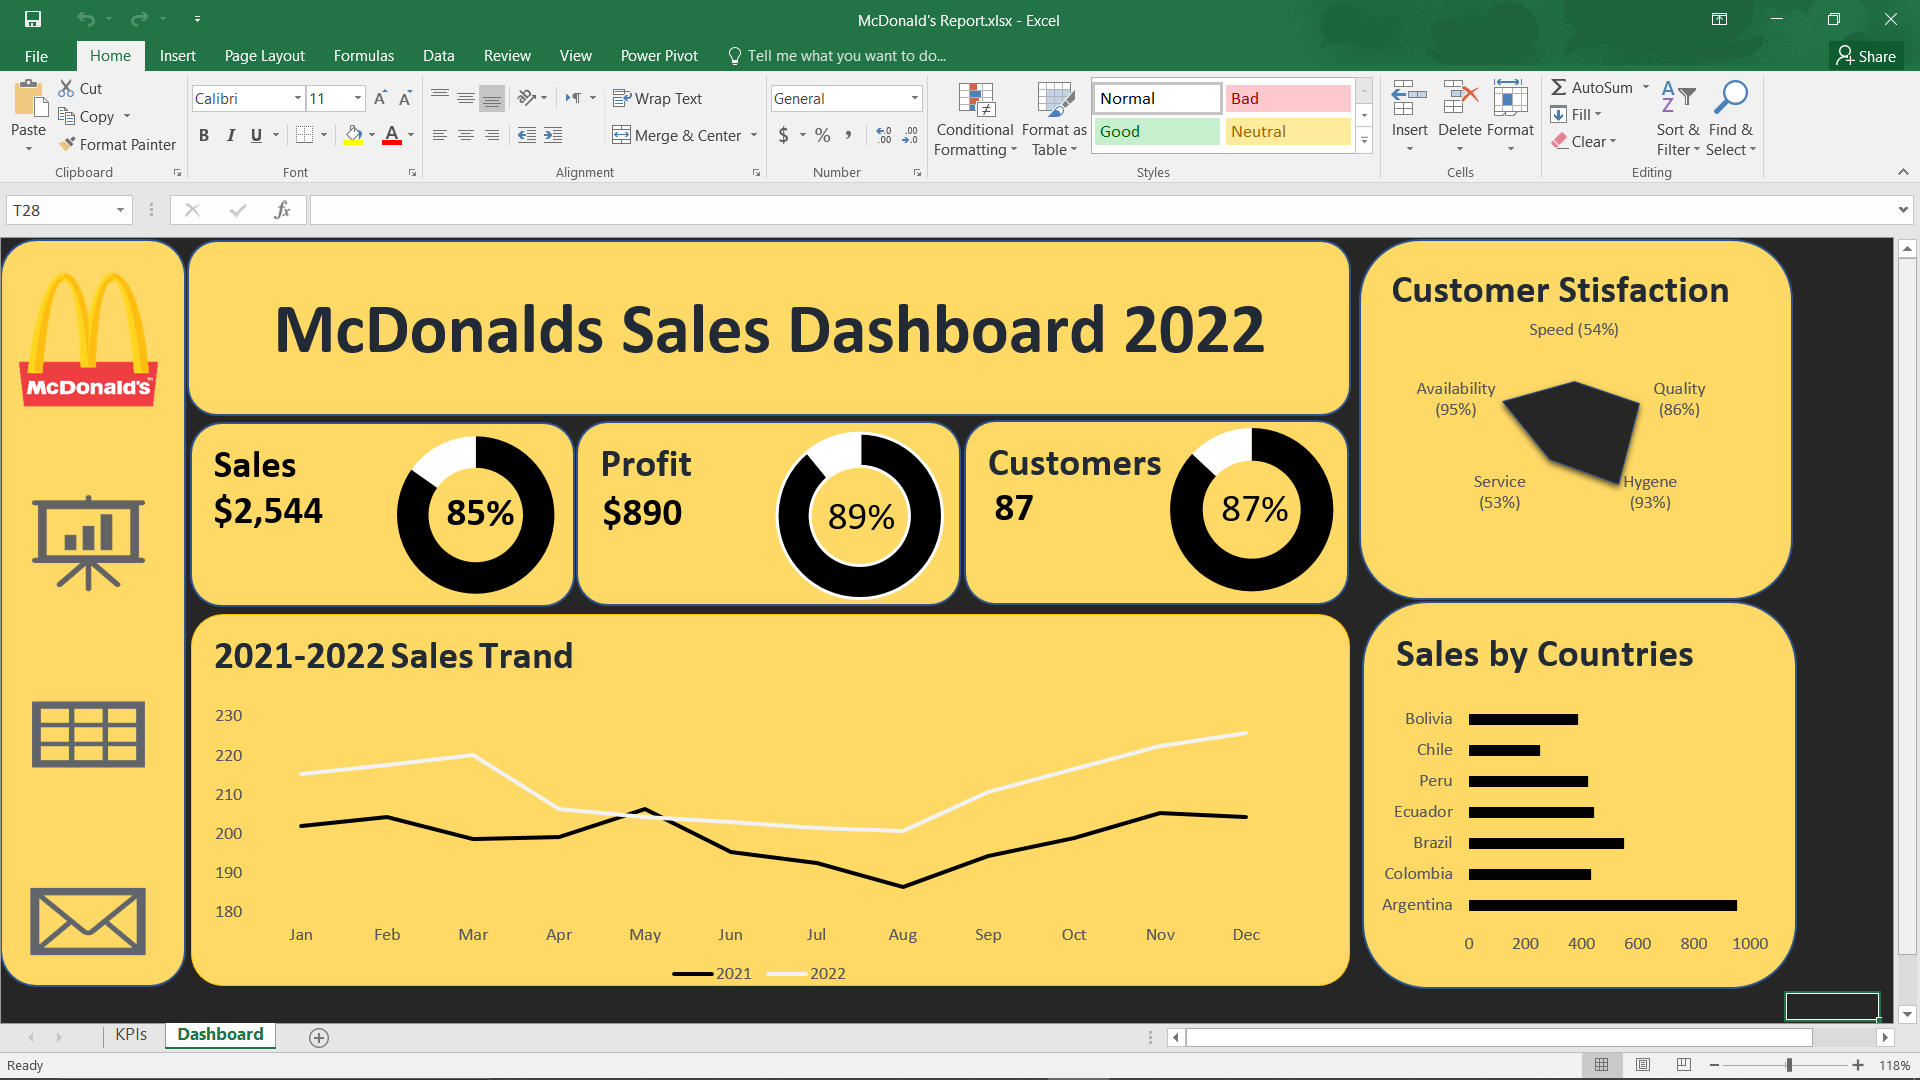 McDonald's Report.xlsx - Excel
File Home Insert Page Layout Formulas Data Review View Power Pivot Tell me what you want to do... Share
Paste
Cut
Copy
Format Painter
Clipboard
Calibri 11
A A
B I U A
Font
Wrap Text
Merge & Center
Alignment
General
$ % ,
Number
Conditional Formatting
Format as Table
Normal Bad
Good Neutral
Styles
Insert Delete Format
Cells
AutoSum
Fill
Clear
Sort & Filter
Find & Select
Editing
T28
fx
McDonald's
McDonalds Sales Dashboard 2022
Sales
$2,544
85%
Profit
$890
89%
Customers
87
87%
Customer Stisfaction
Speed (54%)
Availability
(95%)
Quality
(86%)
Service
(53%)
Hygene
(93%)
2021-2022 Sales Trand
230
220
210
200
190
180
Jan Feb Mar Apr May Jun Jul Aug Sep Oct Nov Dec
2021 2022
Sales by Countries
Bolivia
Chile
Peru
Ecuador
Brazil
Colombia
Argentina
0 200 400 600 800 1000
KPIs Dashboard
Ready
118%